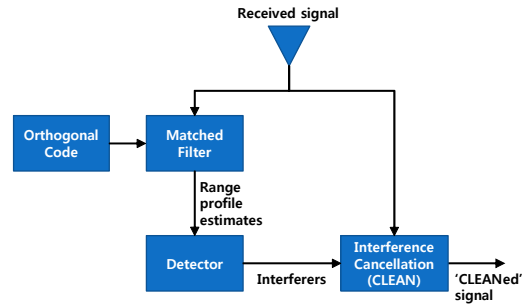 Received signal
Orthogonal
Code
Matched
Filter
Range
profile
estimates
Detector
Interferers
Interference
Cancellation
(CLEAN)
'CLEANed'
signal